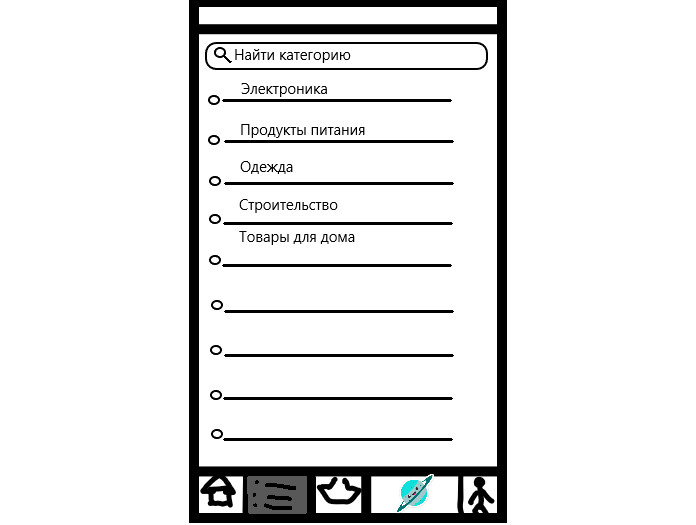 Найти категорию
Электроника
Продукты питания
Одежда
Строительство
Товары для дома